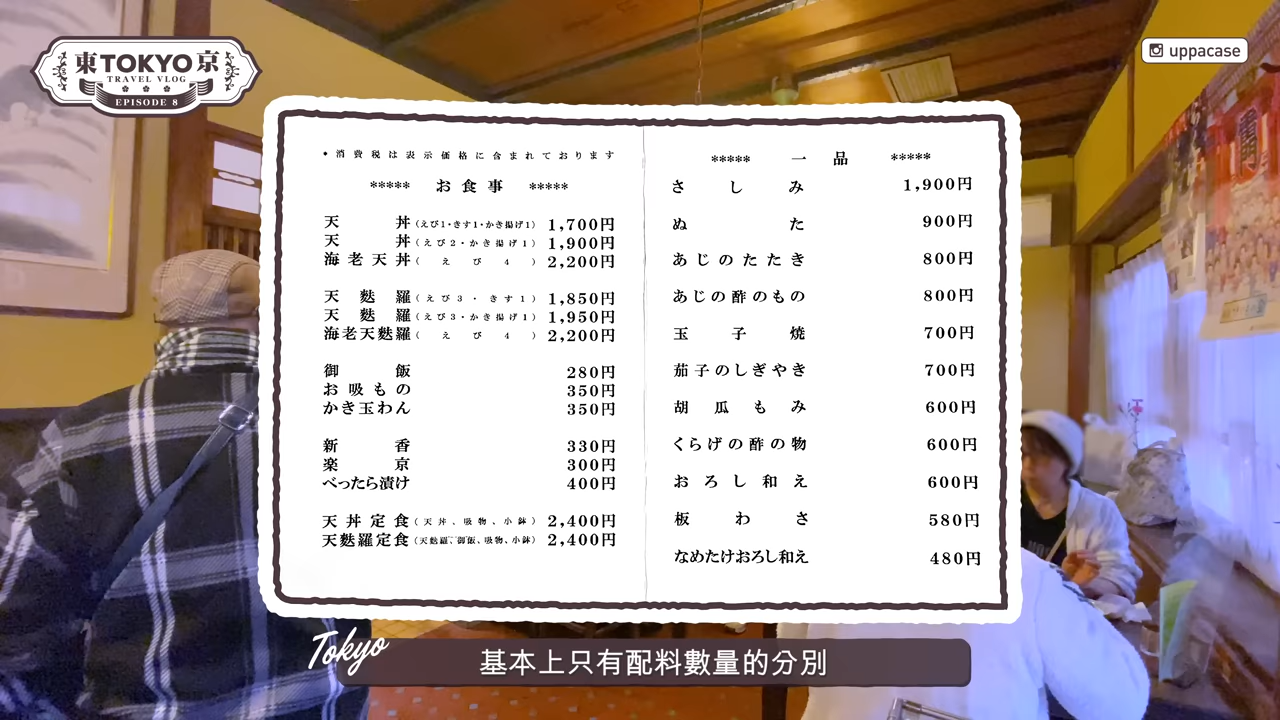 東TOKYO京
TRAVEL VLOG
EPISODE 8
uppacase
*消費税は表示価格に含まれております
***** お食事 *****
天丼(えび1・きす1・かき揚げ1) 1,700円
天丼(えび2・かき揚げ1) 1,900円
海老天丼(えび4) 2,200円
天麩羅(えび3・きす1) 1,850円
天麩羅(えび3・かき揚げ1) 1,950円
海老天麩羅(えび4) 2,200円
御飯 280円
お吸もの 350円
かき玉わん 350円
新香 330円
楽京 300円
べったら漬け 400円
天丼定食(天丼、吸物、小鉢) 2,400円
天麩羅定食(天麩羅、御飯、吸物、小鉢) 2,400円
***** 一品 *****
さしみ 1,900円
ぬた 900円
あじのたたき 800円
あじの酢のもの 800円
玉子焼 700円
茄子のしぎやき 700円
胡瓜もみ 600円
くらげの酢の物 600円
おろし和え 600円
板わさ 580円
なめたけおろし和え 480円
Tokyo
基本上只有配料數量的分別